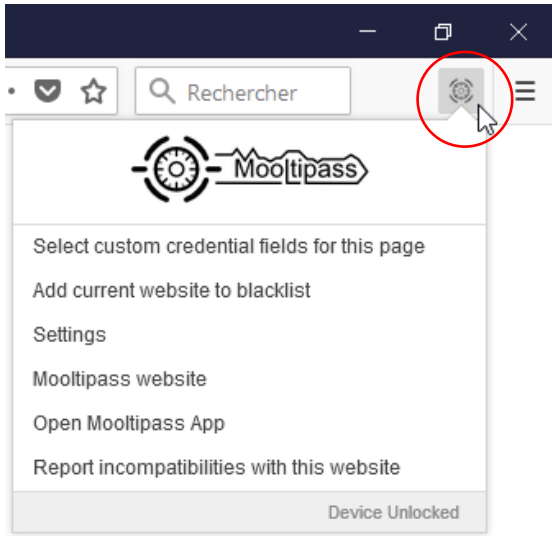 Rechercher
Mooltipass
Select custom credential fields for this page
Add current website to blacklist
Settings
Mooltipass website
Open Mooltipass App
Report incompatibilities with this website
Device Unlocked